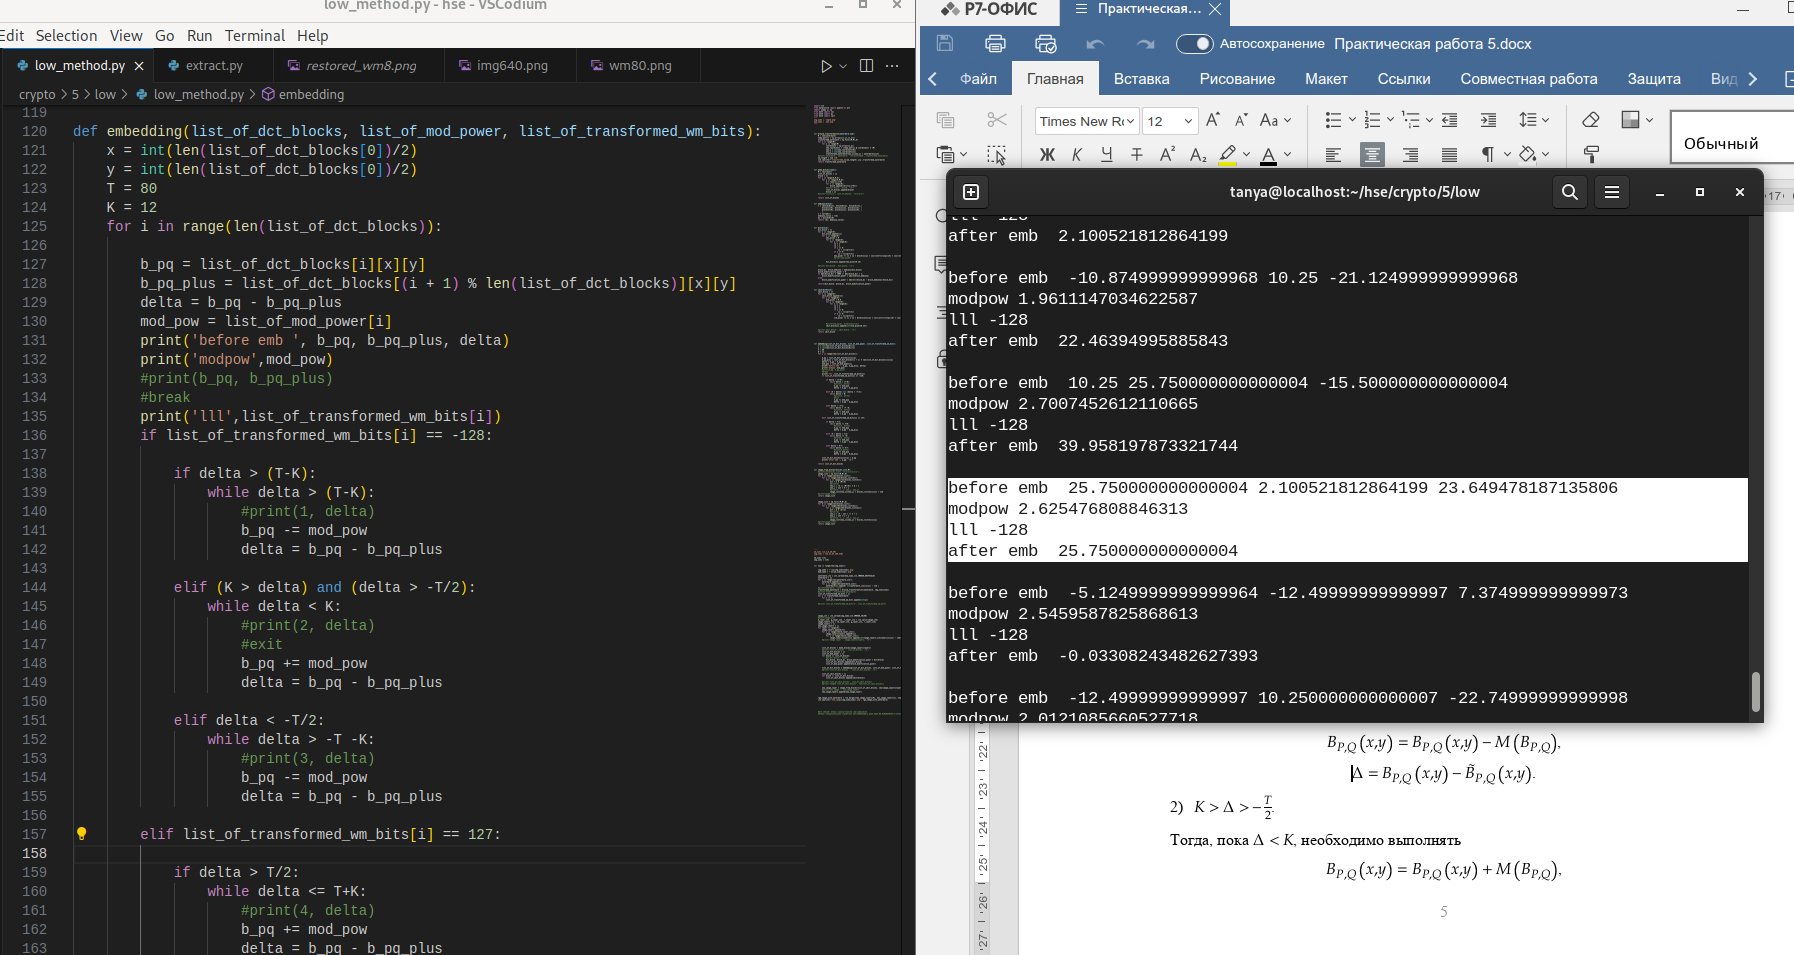 low_method.py - hse - VSCodium
Edit Selection View Go Run Terminal Help
low_method.py
extract.py
restored_wm8.png
img640.png
wm80.png
crypto > 5 > low > low_method.py > embedding
119
120 def embedding(list_of_dct_blocks, list_of_mod_power, list_of_transformed_wm_bits):
121 x = int(len(list_of_dct_blocks[0])/2)
122 y = int(len(list_of_dct_blocks[0])/2)
123 T = 80
124 K = 12
125 for i in range(len(list_of_dct_blocks)):
126
127 b_pq = list_of_dct_blocks[i][x][y]
128 b_pq_plus = list_of_dct_blocks[(i + 1) % len(list_of_dct_blocks)][x][y]
129 delta = b_pq - b_pq_plus
130 mod_pow = list_of_mod_power[i]
131 print('before emb ', b_pq, b_pq_plus, delta)
132 print('modpow',mod_pow)
133 #print(b_pq, b_pq_plus)
134 #break
135 print('lll',list_of_transformed_wm_bits[i])
136 if list_of_transformed_wm_bits[i] == -128:
137
138 if delta > (T-K):
139 while delta > (T-K):
140 #print(1, delta)
141 b_pq -= mod_pow
142 delta = b_pq - b_pq_plus
143
144 elif (K > delta) and (delta > -T/2):
145 while delta < K:
146 #print(2, delta)
147 #exit
148 b_pq += mod_pow
149 delta = b_pq - b_pq_plus
150
151 elif delta < -T/2:
152 while delta > -T -K:
153 #print(3, delta)
154 b_pq -= mod_pow
155 delta = b_pq - b_pq_plus
156
157 elif list_of_transformed_wm_bits[i] == 127:
158
159 if delta > T/2:
160 while delta <= T+K:
161 #print(4, delta)
162 b_pq += mod_pow
163 delta = b_pq - b_pq_plus
Р7-ОФИС
Практическая...
Автосохранение Практическая работа 5.docx
Файл Главная Вставка Рисование Макет Ссылки Совместная работа Защита Вид
Times New Ro 12
Ж К Ч Т
Обычный
17
tanya@localhost:~/hse/crypto/5/low
lll -128
after emb  2.100521812864199
before emb  -10.874999999999968 10.25 -21.124999999999968
modpow 1.9611147034622587
lll -128
after emb  22.46394995885843
before emb  10.25 25.750000000000004 -15.500000000000004
modpow 2.7007452612110665
lll -128
after emb  39.958197873321744
before emb  25.750000000000004 2.100521812864199 23.649478187135806
modpow 2.625476808846313
lll -128
after emb  25.750000000000004
before emb  -5.1249999999999964 -12.49999999999997 7.374999999999973
modpow 2.5459587825868613
lll -128
after emb  -0.03308243482627393
before emb  -12.49999999999997 10.250000000000007 -22.74999999999998
modpow 2.0121085660527718
B_{P,Q}(x,y) = B_{P,Q}(x,y) − M(B_{P,Q}),
Δ = B_{P,Q}(x,y) − B̃_{P,Q}(x,y).
2) K > Δ > −T/2.
Тогда, пока Δ < K, необходимо выполнять
B_{P,Q}(x,y) = B_{P,Q}(x,y) + M(B_{P,Q}),
5
22
23
24
25
26
27